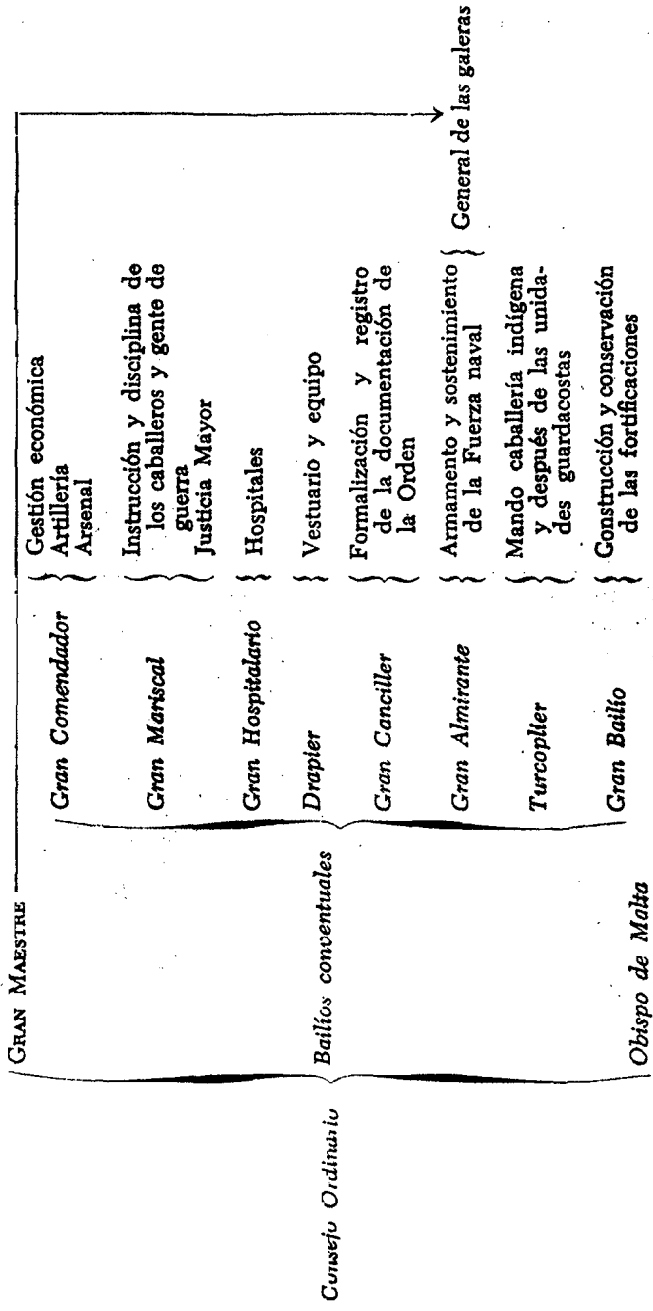 GRAN MAESTRE
Consejo Ordinario
Bailíos conventuales
Obispo de Malta
Gran Comendador
Gestión económica
Artillería
Arsenal
Gran Mariscal
Instrucción y disciplina de
los caballeros y gente de
guerra
Justicia Mayor
Gran Hospitalario
Hospitales
Drapier
Vestuario y equipo
Gran Canciller
Formalización y registro
de la documentación de
la Orden
Gran Almirante
Armamento y sostenimiento
de la Fuerza naval
General de las galeras
Turcoplier
Mando caballería indígena
y después de las unida-
des guardacostas
Gran Bailío
Construcción y conservación
de las fortificaciones